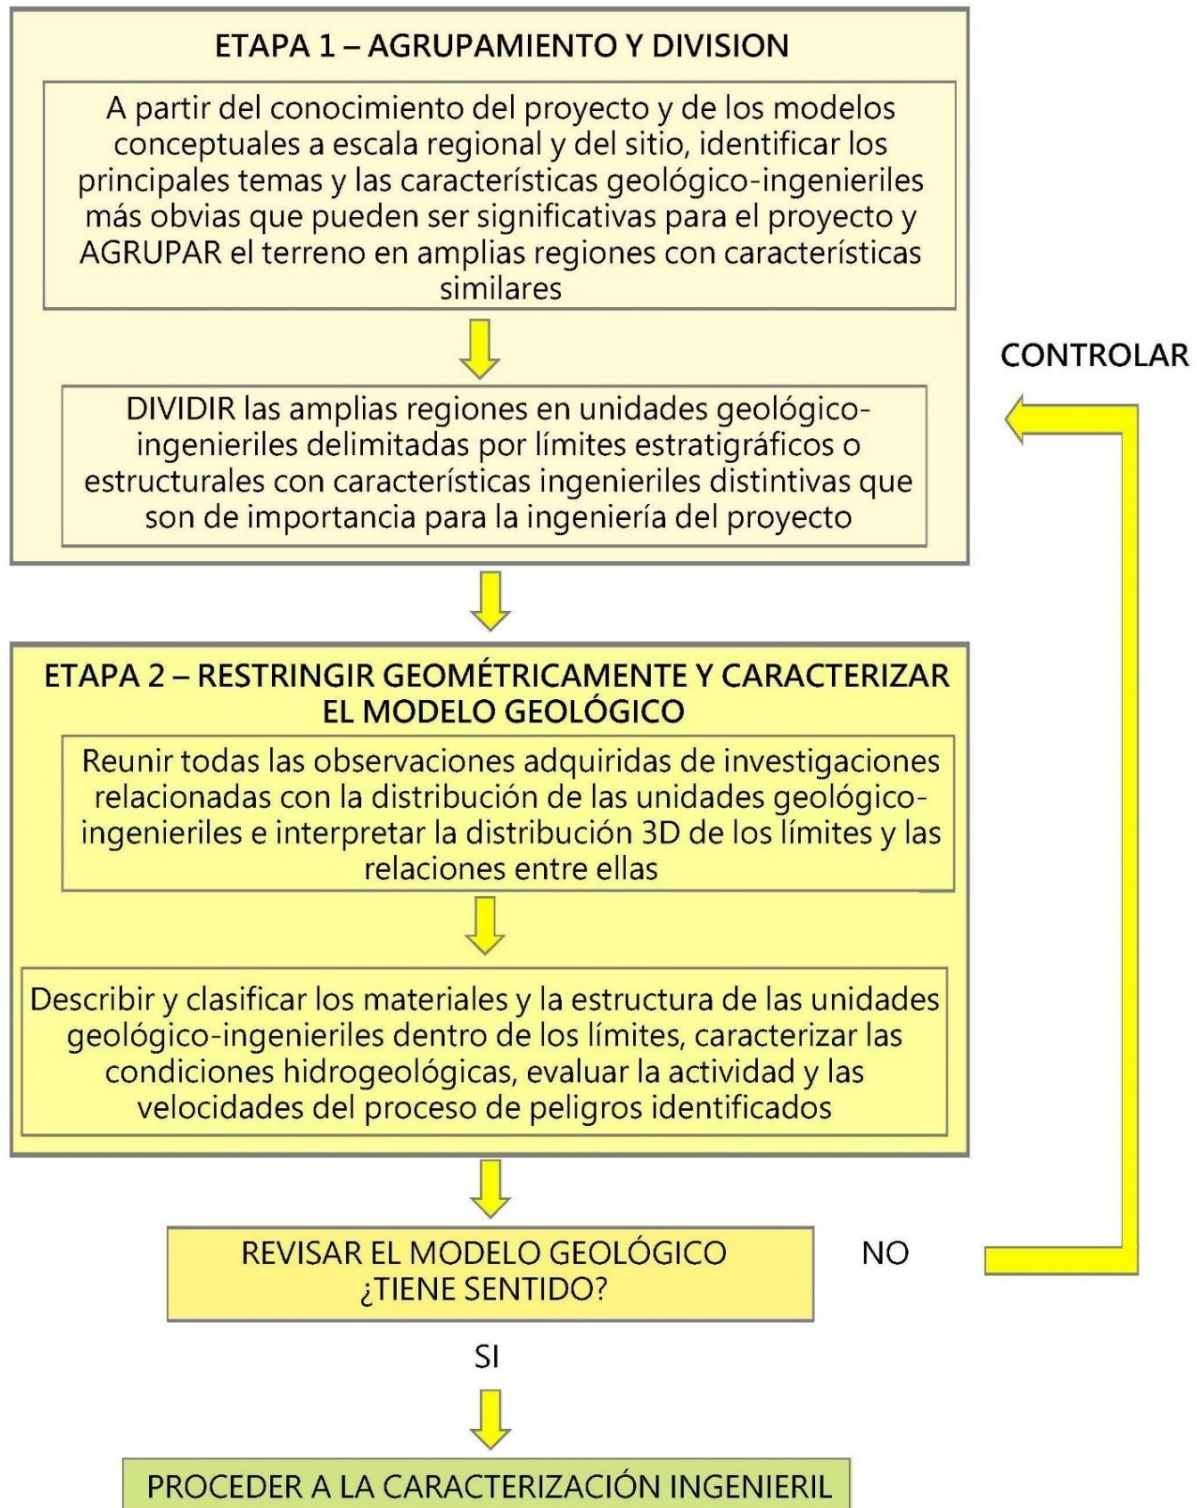 ETAPA 1 – AGRUPAMIENTO Y DIVISION
A partir del conocimiento del proyecto y de los modelos
conceptuales a escala regional y del sitio, identificar los
principales temas y las características geológico-ingenieriles
más obvias que pueden ser significativas para el proyecto y
AGRUPAR el terreno en amplias regiones con características
similares
CONTROLAR
DIVIDIR las amplias regiones en unidades geológico-
ingenieriles delimitadas por límites estratigráficos o
estructurales con características ingenieriles distintivas que
son de importancia para la ingeniería del proyecto
ETAPA 2 – RESTRINGIR GEOMÉTRICAMENTE Y CARACTERIZAR
EL MODELO GEOLÓGICO
Reunir todas las observaciones adquiridas de investigaciones
relacionadas con la distribución de las unidades geológico-
ingenieriles e interpretar la distribución 3D de los límites y las
relaciones entre ellas
Describir y clasificar los materiales y la estructura de las unidades
geológico-ingenieriles dentro de los límites, caracterizar las
condiciones hidrogeológicas, evaluar la actividad y las
velocidades del proceso de peligros identificados
REVISAR EL MODELO GEOLÓGICO
¿TIENE SENTIDO?
NO
SI
PROCEDER A LA CARACTERIZACIÓN INGENIERIL